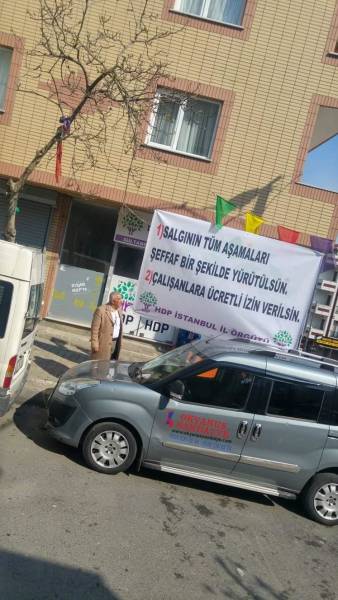 1)SALGININ TÜM AŞAMALARI
ŞEFFAF BİR ŞEKİLDE YÜRÜTÜLSÜN.
2)ÇALIŞANLARA ÜCRETLİ İZİN VERİLSİN.
HDP İSTANBUL İL ÖRGÜTÜ
HDP